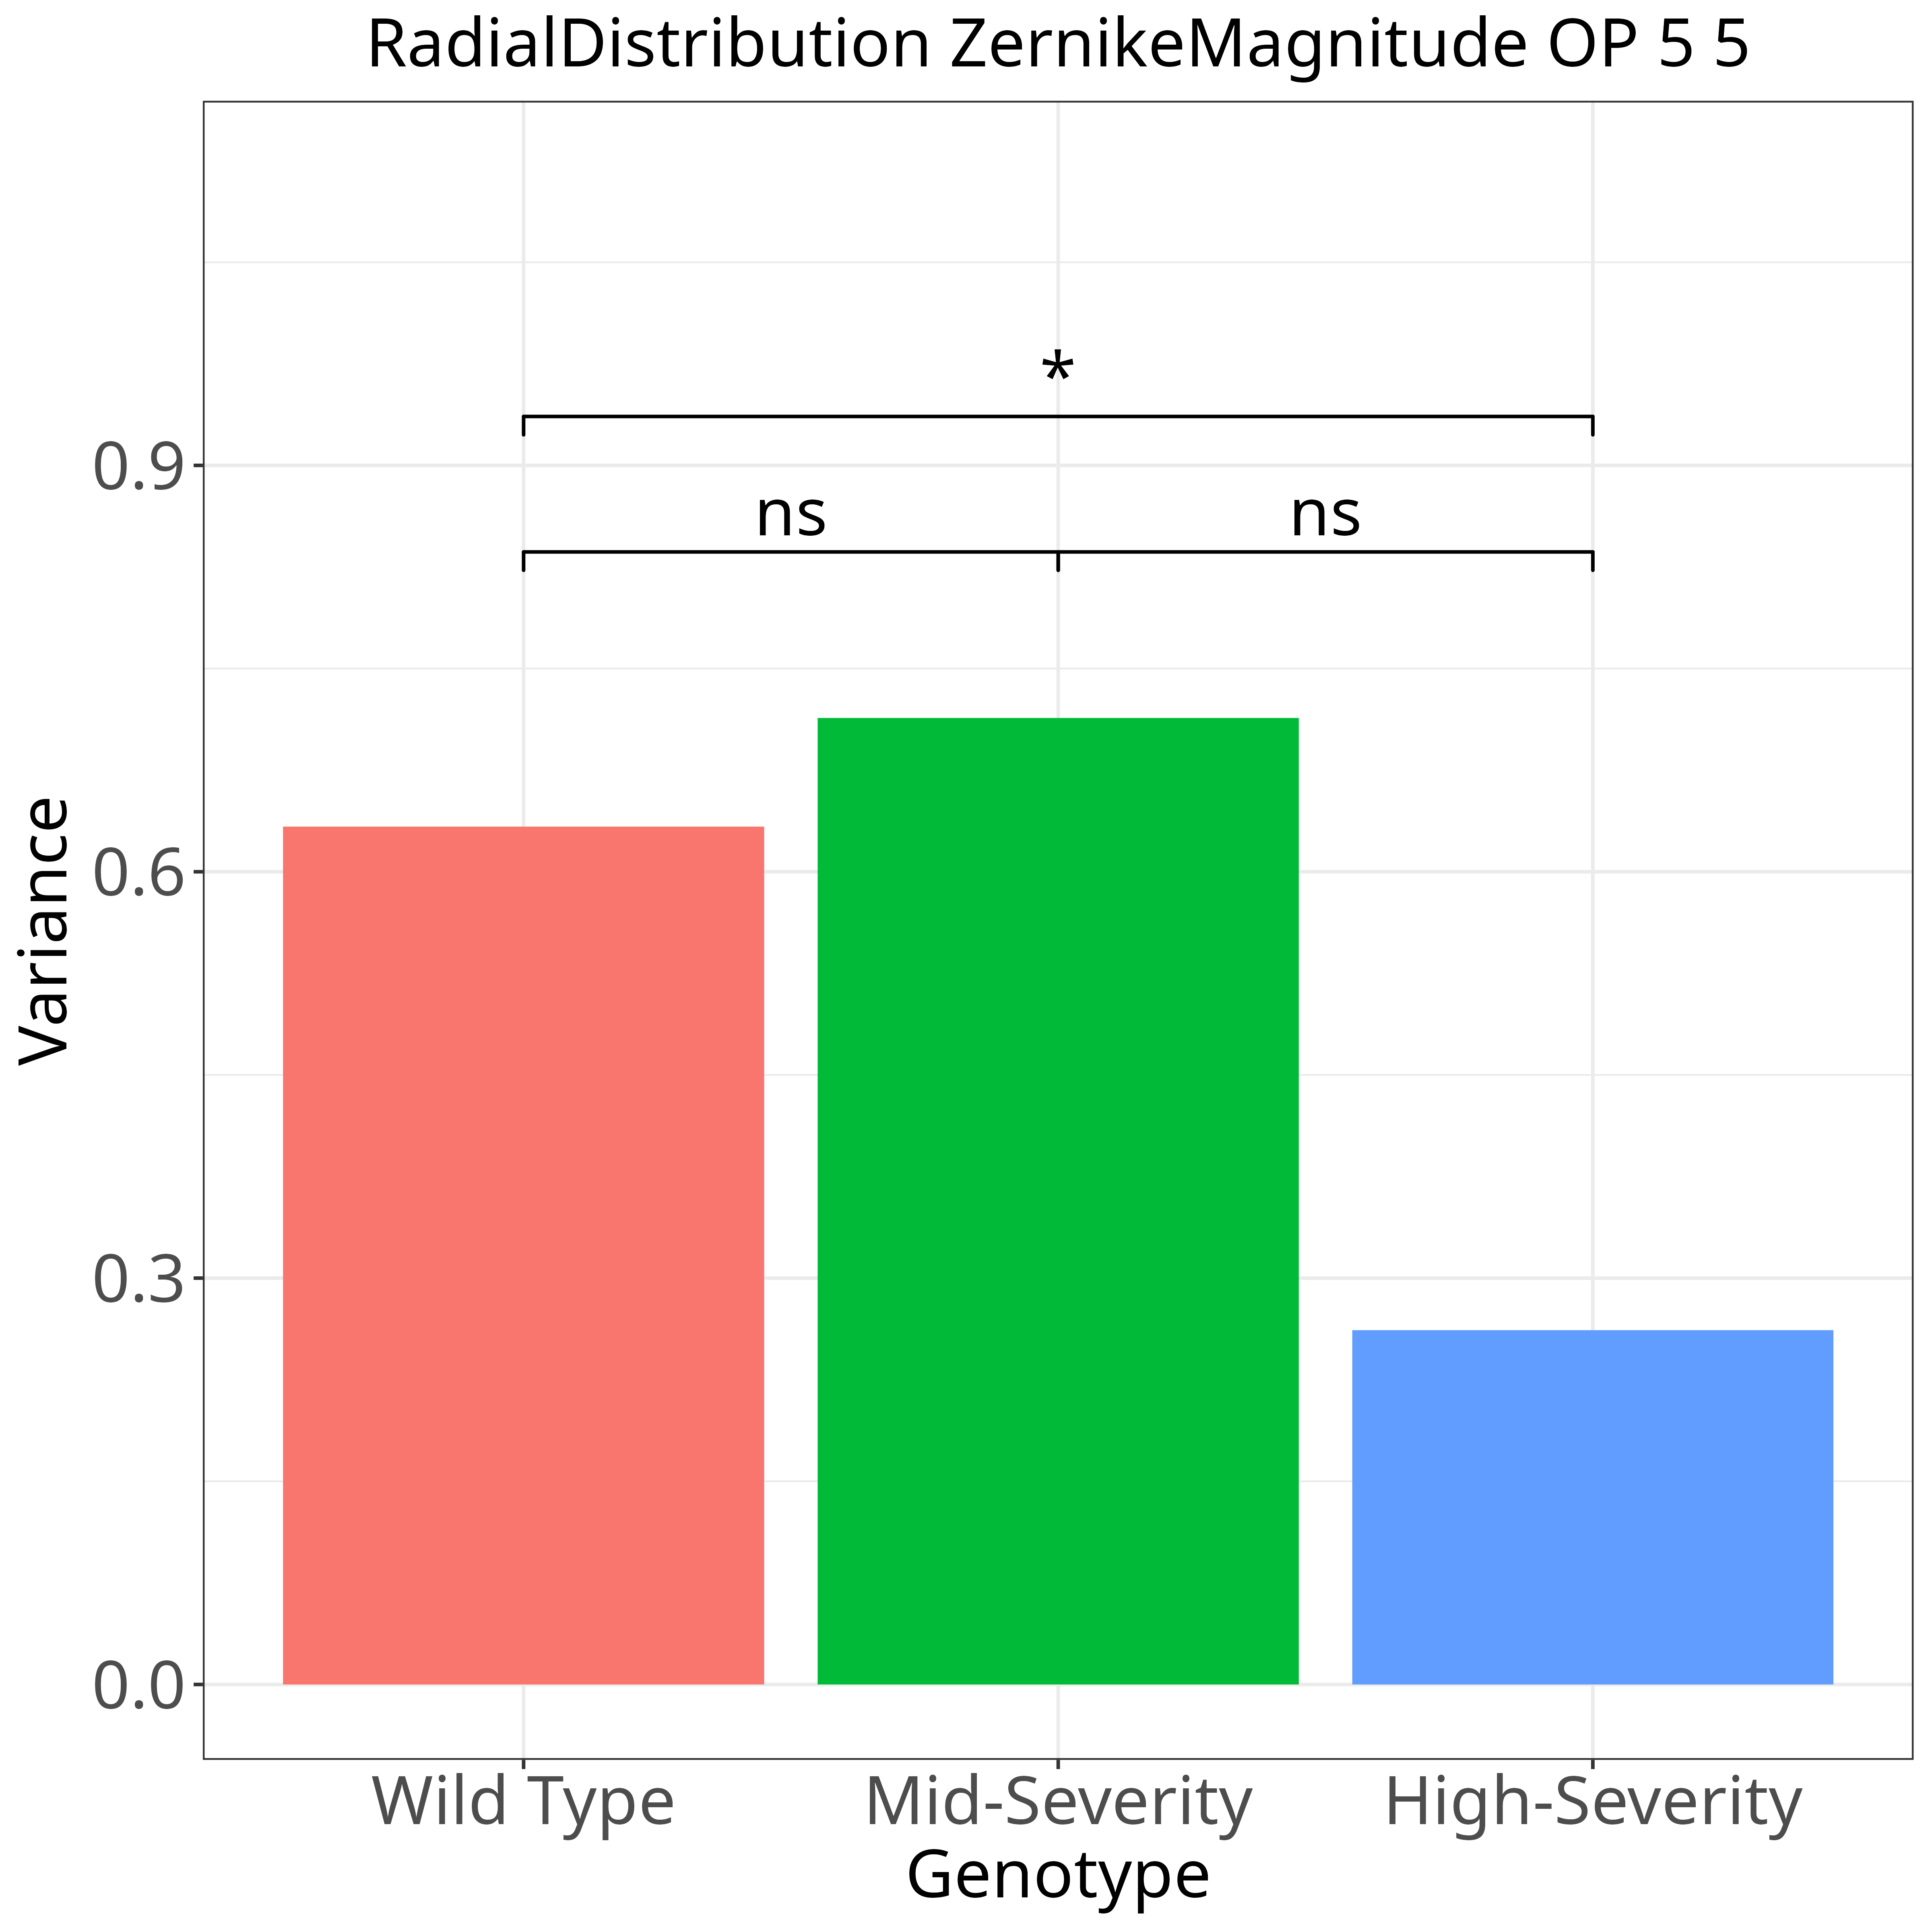 RadialDistribution ZernikeMagnitude OP 5 5
*
0.9
ns ns
0.6
0.3
0.0
Variance
Wild Type Mid-Severity High-Severity
Genotype